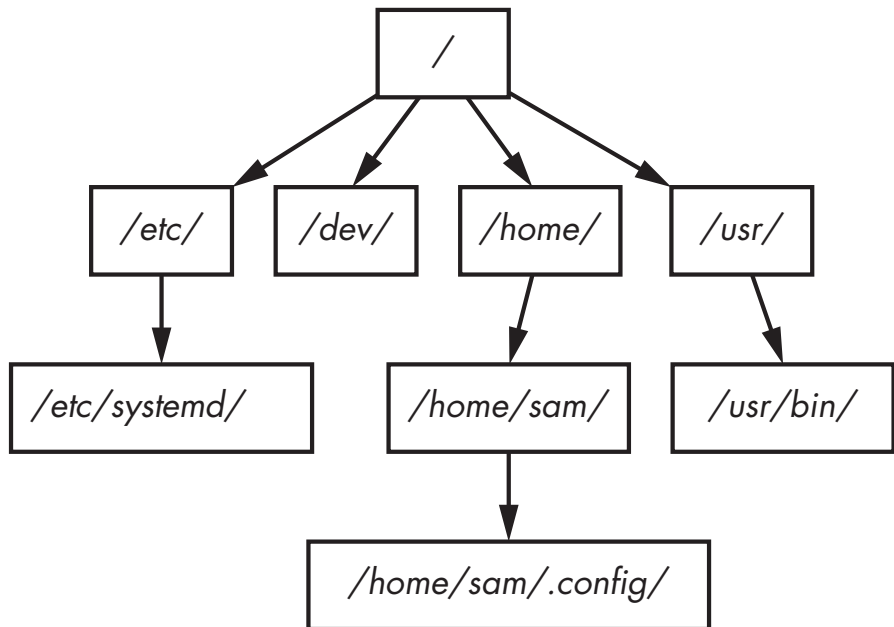 /
/etc/
/dev/
/home/
/usr/
/etc/systemd/
/home/sam/
/usr/bin/
/home/sam/.config/